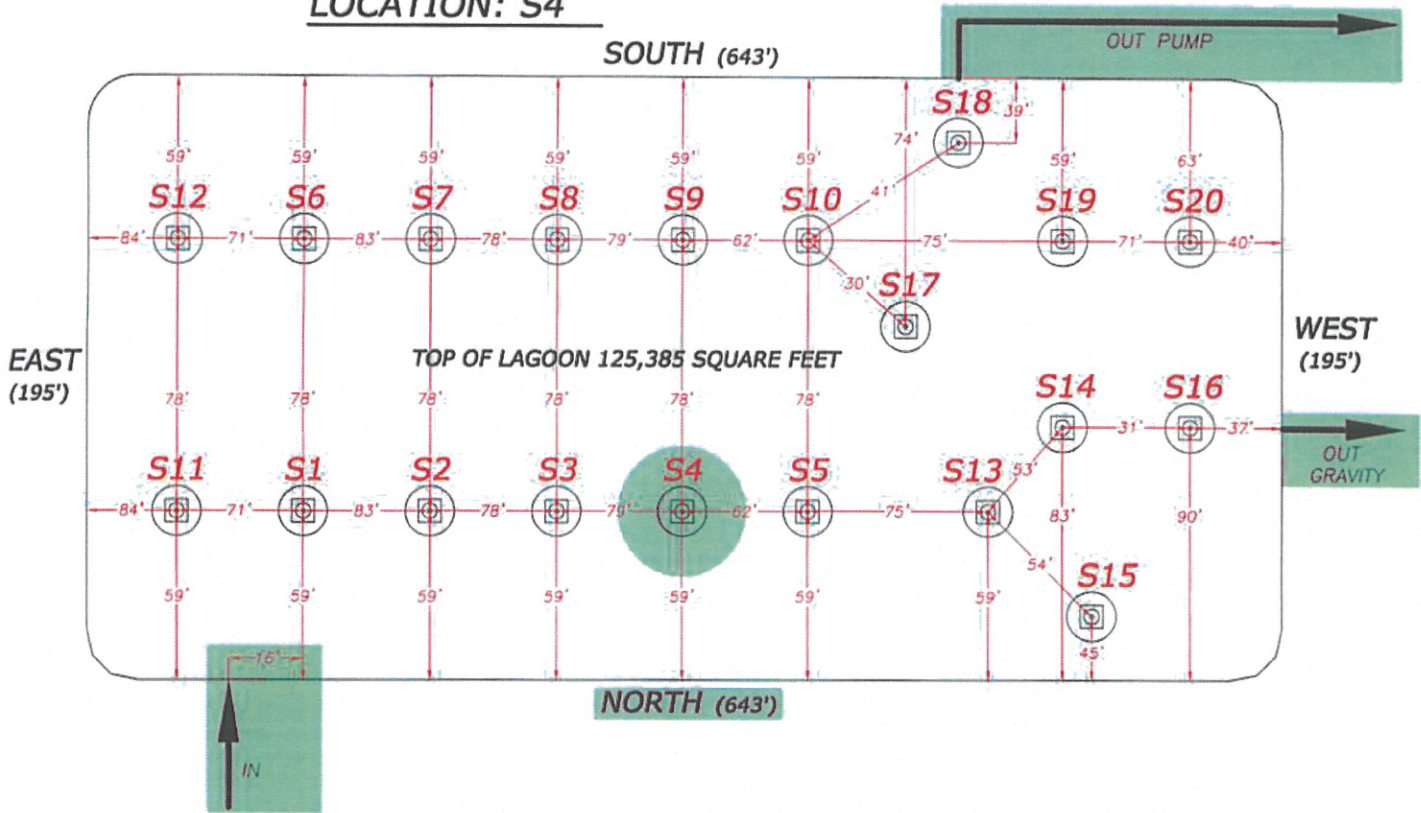 LOCATION: S4
SOUTH (643')
OUT PUMP
S18
39'
74'
59' 59' 59' 59' 59' 59' 59' 63'
S12 S6 S7 S8 S9 S10 S19 S20
41'
84' 71' 83' 78' 79' 62' 75' 71' 40'
30' S17
EAST
(195')
TOP OF LAGOON 125,385 SQUARE FEET
WEST
(195')
78' 78' 78' 78' 78' 78'
S14 S16
31' 37'
OUT
GRAVITY
S11 S1 S2 S3 S4 S5 S13
53'
84' 71' 83' 78' 79' 62' 75' 83' 90'
54'
S15
59' 59' 59' 59' 59' 59' 59'
45'
16'
NORTH (643')
IN